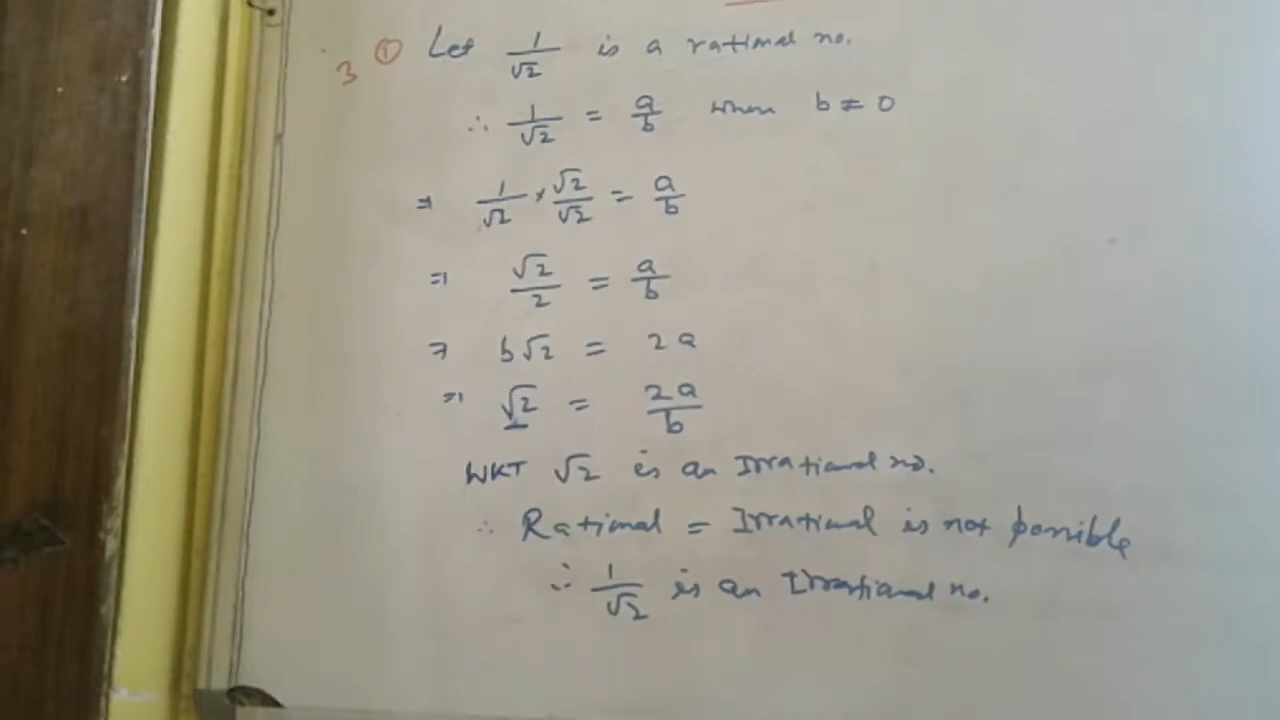 3 ① Let 1/√2 is a rational no.
∴ 1/√2 = a/b when b ≠ 0
⇒ 1/√2 × √2/√2 = a/b
⇒ √2/2 = a/b
⇒ b√2 = 2a
⇒ √2 = 2a/b
WKT √2 is an Irrational no.
∴ Rational = Irrational is not possible
∴ 1/√2 is an Irrational no.